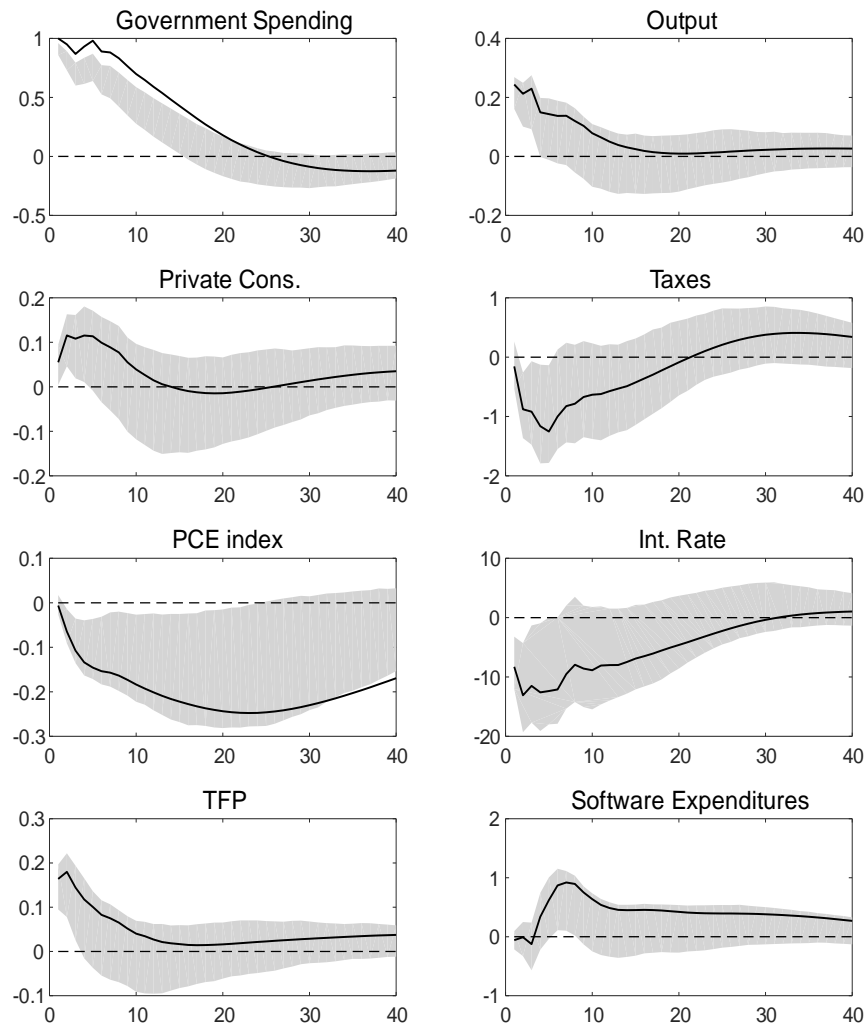 Government Spending
1
0.5
0
-0.5
0 10 20 30 40
Output
0.4
0.2
0
-0.2
0 10 20 30 40
Private Cons.
0.2
0.1
0
-0.1
-0.2
0 10 20 30 40
Taxes
1
0
-1
-2
0 10 20 30 40
PCE index
0.1
0
-0.1
-0.2
-0.3
0 10 20 30 40
Int. Rate
10
0
-10
-20
0 10 20 30 40
TFP
0.3
0.2
0.1
0
-0.1
0 10 20 30 40
Software Expenditures
2
1
0
-1
0 10 20 30 40